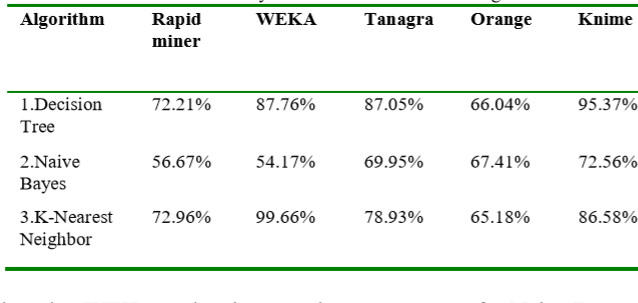 Algorithm Rapid miner WEKA Tanagra Orange Knime
1.Decision Tree 72.21% 87.76% 87.05% 66.04% 95.37%
2.Naive Bayes 56.67% 54.17% 69.95% 67.41% 72.56%
3.K-Nearest Neighbor 72.96% 99.66% 78.93% 65.18% 86.58%